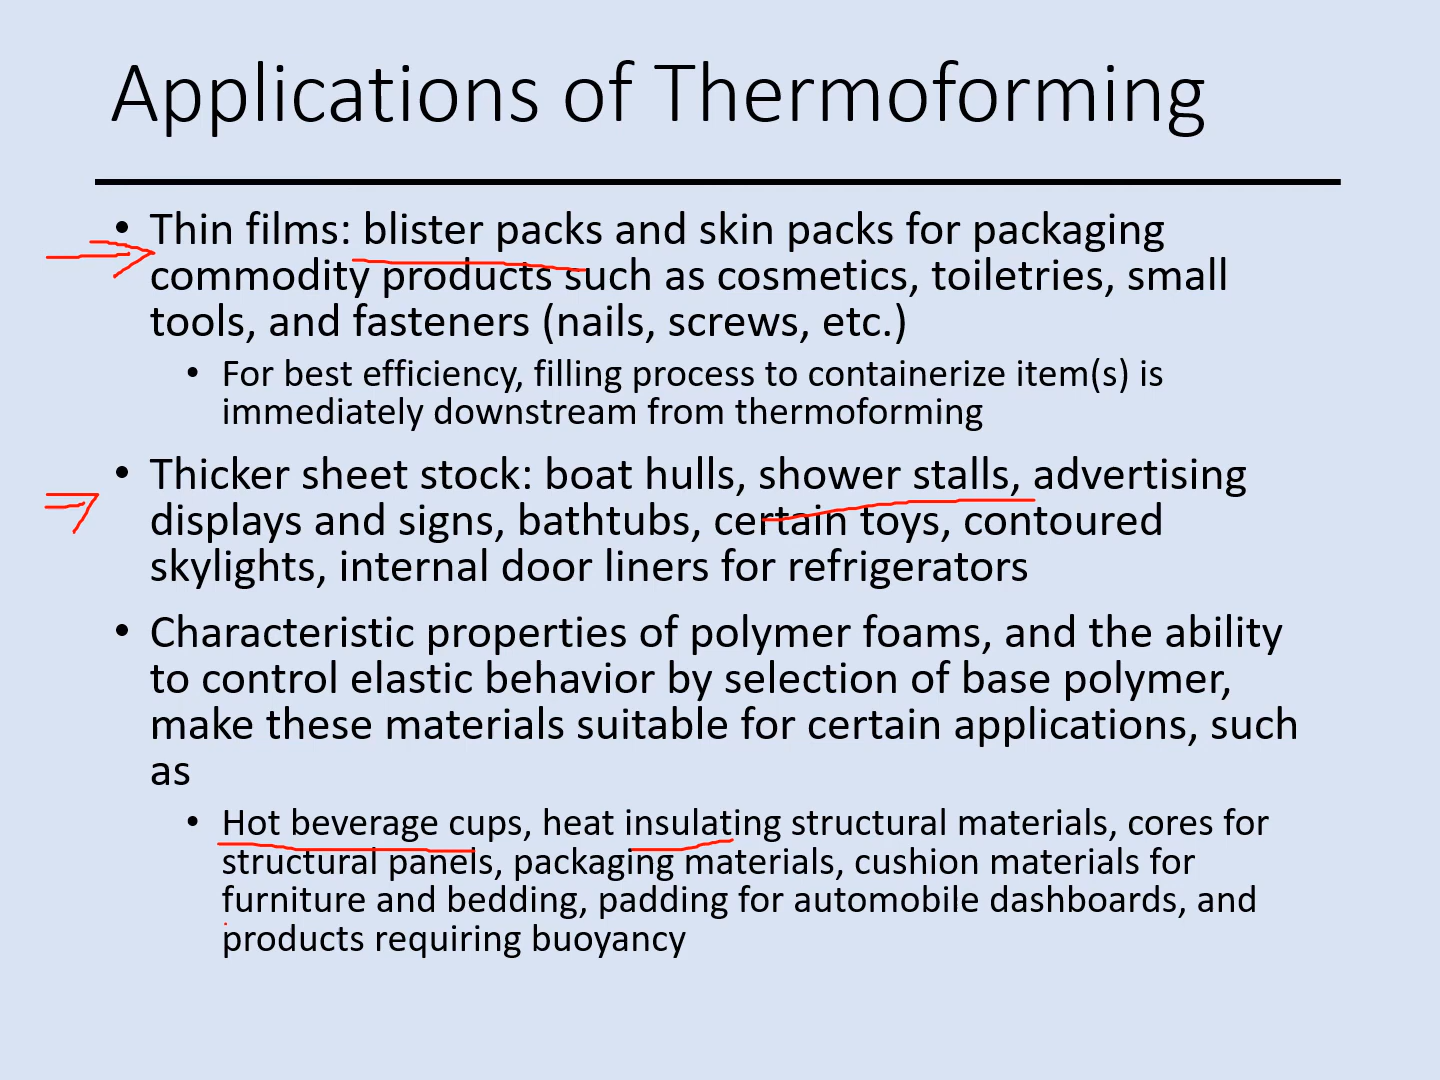 Applications of Thermoforming
• Thin films: blister packs and skin packs for packaging
commodity products such as cosmetics, toiletries, small
tools, and fasteners (nails, screws, etc.)
• For best efficiency, filling process to containerize item(s) is
immediately downstream from thermoforming
• Thicker sheet stock: boat hulls, shower stalls, advertising
displays and signs, bathtubs, certain toys, contoured
skylights, internal door liners for refrigerators
• Characteristic properties of polymer foams, and the ability
to control elastic behavior by selection of base polymer,
make these materials suitable for certain applications, such
as
• Hot beverage cups, heat insulating structural materials, cores for
structural panels, packaging materials, cushion materials for
furniture and bedding, padding for automobile dashboards, and
products requiring buoyancy